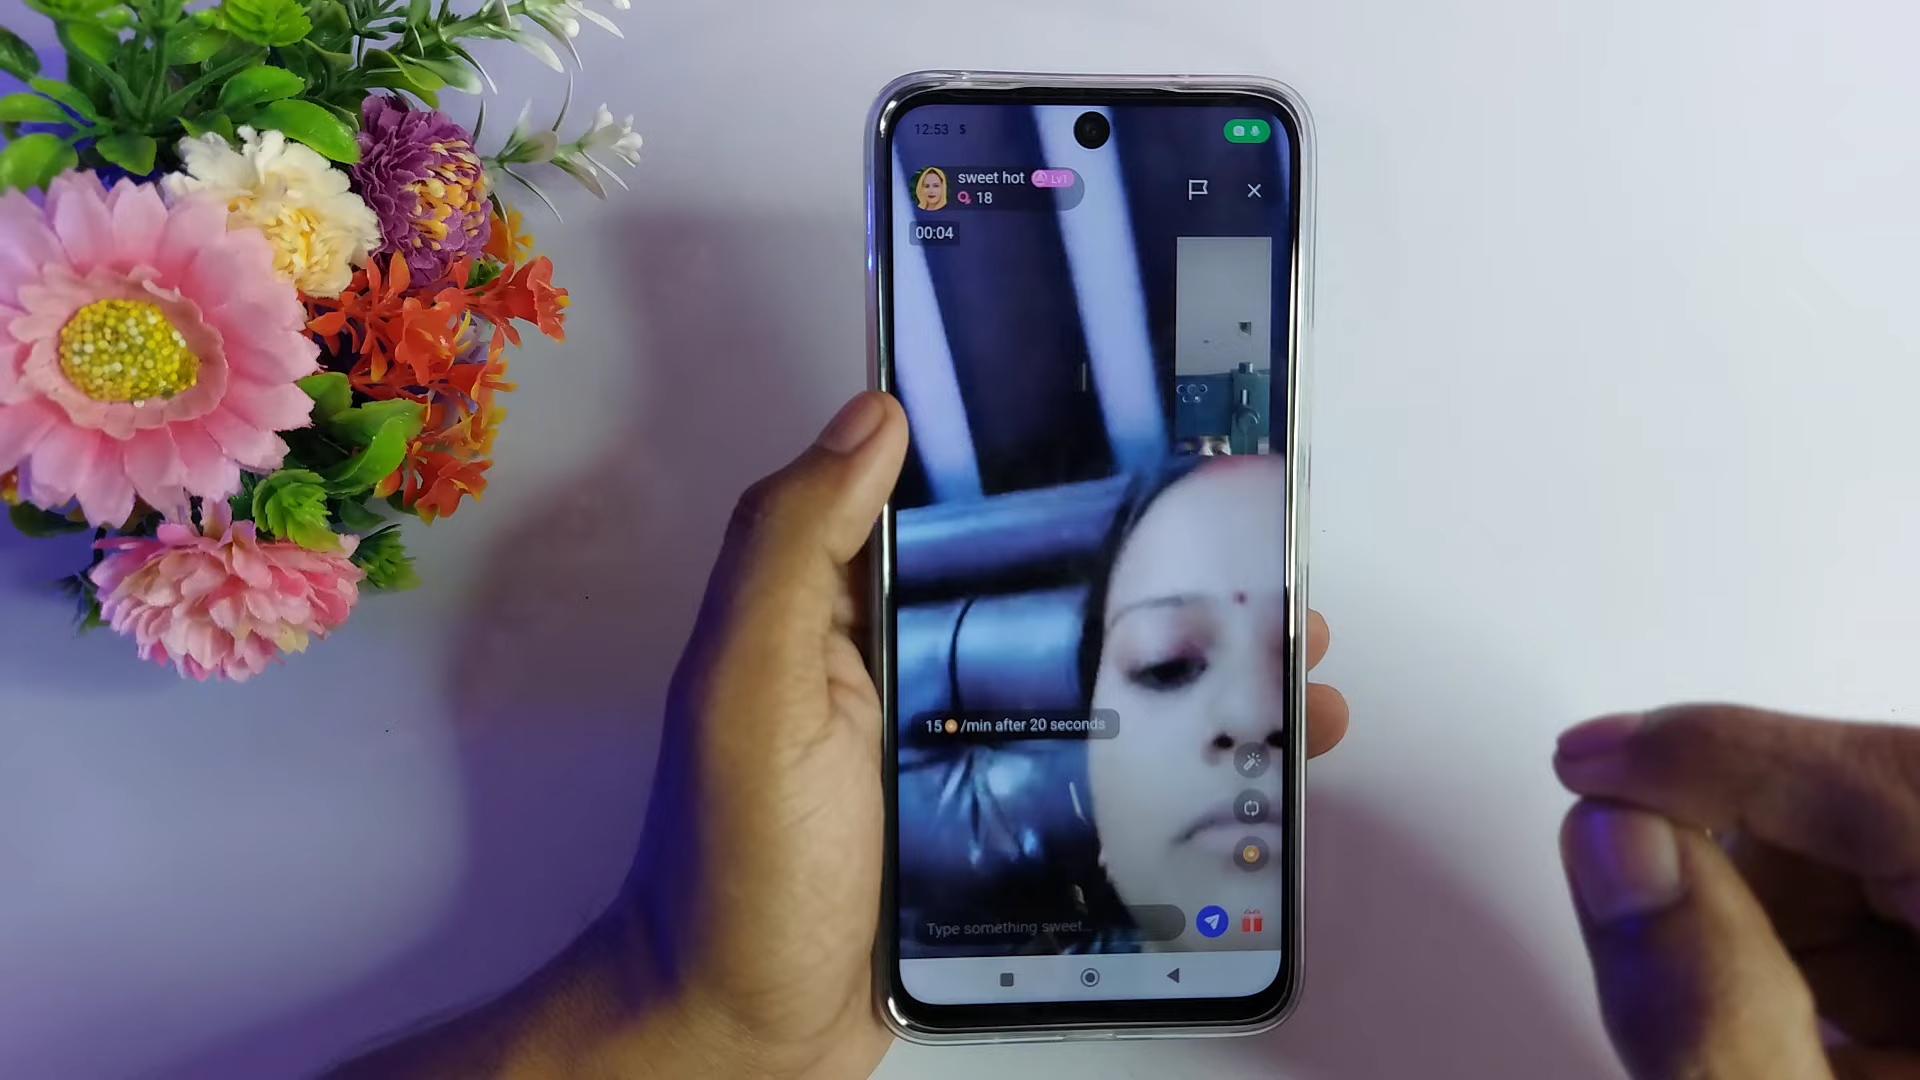 12:53 S
sweet hot Lv1
18
00:04
15 /min after 20 seconds
Type something sweet...